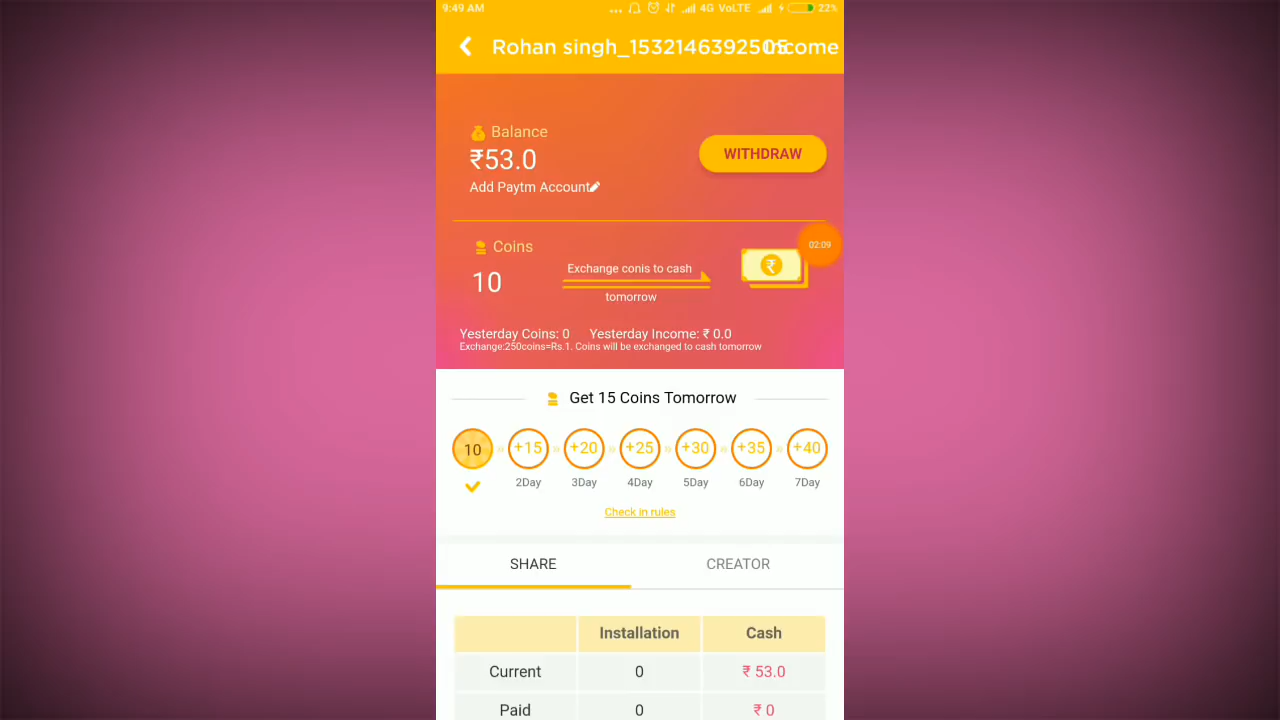 9:49 AM ... 4G VoLTE 22%
Rohan singh_1532146392505 Income
Balance
₹53.0
WITHDRAW
Add Paytm Account
Coins
02:09
10
Exchange conis to cash
₹
tomorrow
Yesterday Coins: 0 Yesterday Income: ₹ 0.0
Exchange:250coins=Rs.1. Coins will be exchanged to cash tomorrow
Get 15 Coins Tomorrow
10 +15 +20 +25 +30 +35 +40
2Day 3Day 4Day 5Day 6Day 7Day
Check in rules
SHARE CREATOR
Installation Cash
Current 0 ₹ 53.0
Paid 0 ₹ 0